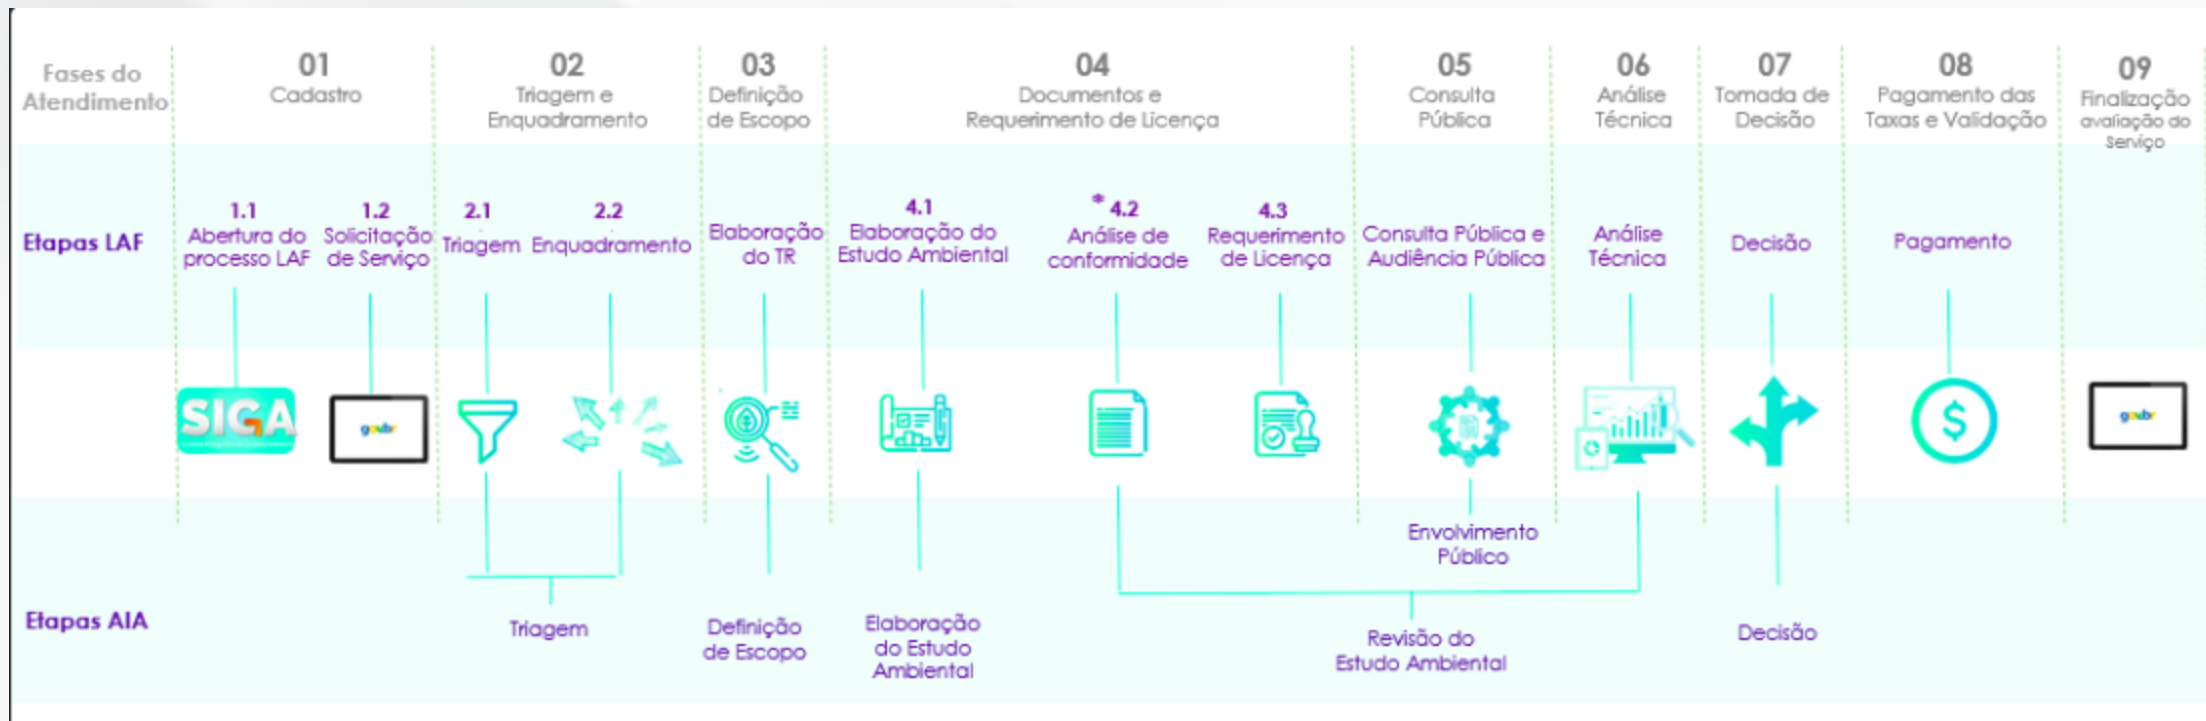 Fases do
Atendimento
01
Cadastro
02
Triagem e
Enquadramento
03
Definição
de Escopo
04
Documentos e
Requerimento de Licença
05
Consulta
Pública
06
Análise
Técnica
07
Tomada de
Decisão
08
Pagamento das
Taxas e Validação
09
Finalização
avaliação do
Serviço
Etapas LAF
1.1
Abertura do
processo LAF
1.2
Solicitação
de Serviço
2.1
Triagem
2.2
Enquadramento
Elaboração
do TR
4.1
Elaboração do
Estudo Ambiental
* 4.2
Análise de
conformidade
4.3
Requerimento
de Licença
Consulta Pública e
Audiência Pública
Análise
Técnica
Decisão
Pagamento
SIGA
gov.br
$
gov.br
Etapas AIA
Triagem
Definição
de Escopo
Elaboração
do Estudo
Ambiental
Envolvimento
Público
Revisão do
Estudo Ambiental
Decisão